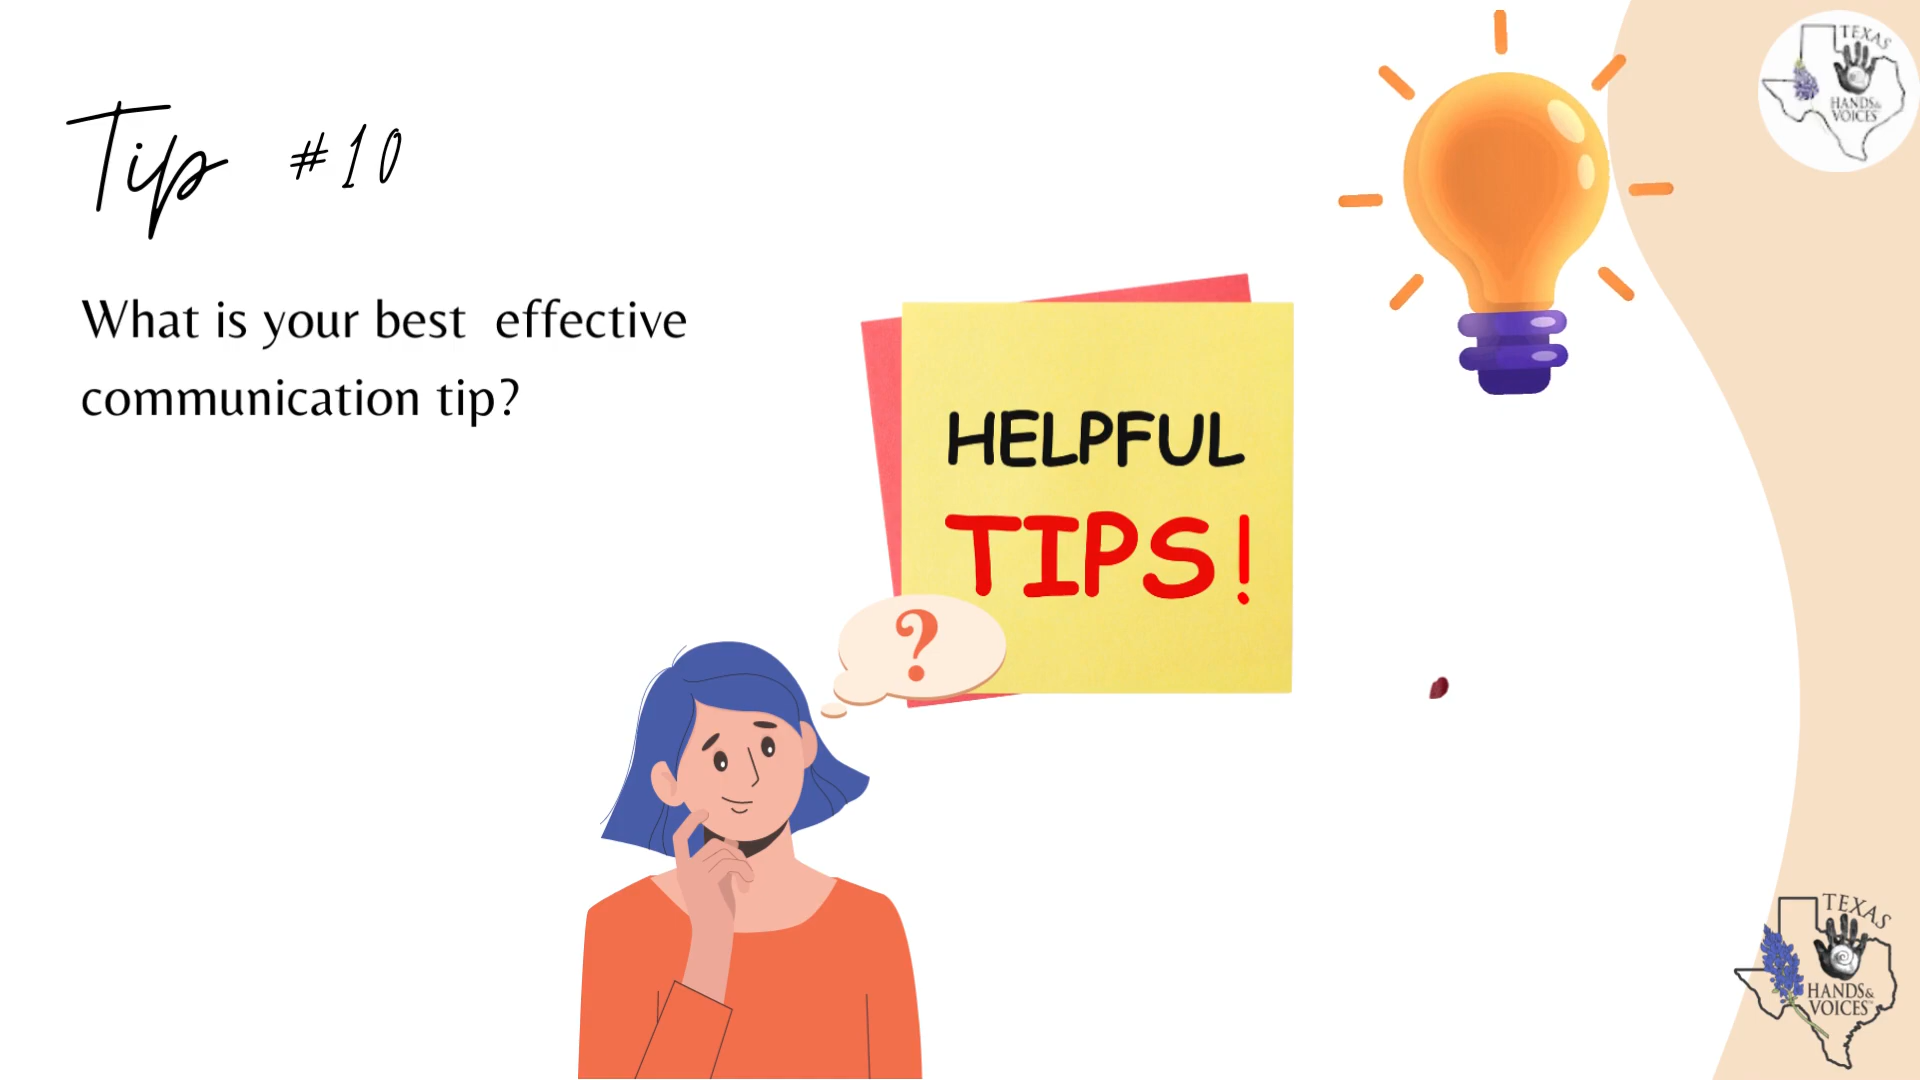 Tip #10
What is your best effective
communication tip?
HELPFUL
TIPS!
?
TEXAS
HANDS&
VOICES
TEXAS
HANDS&
VOICES